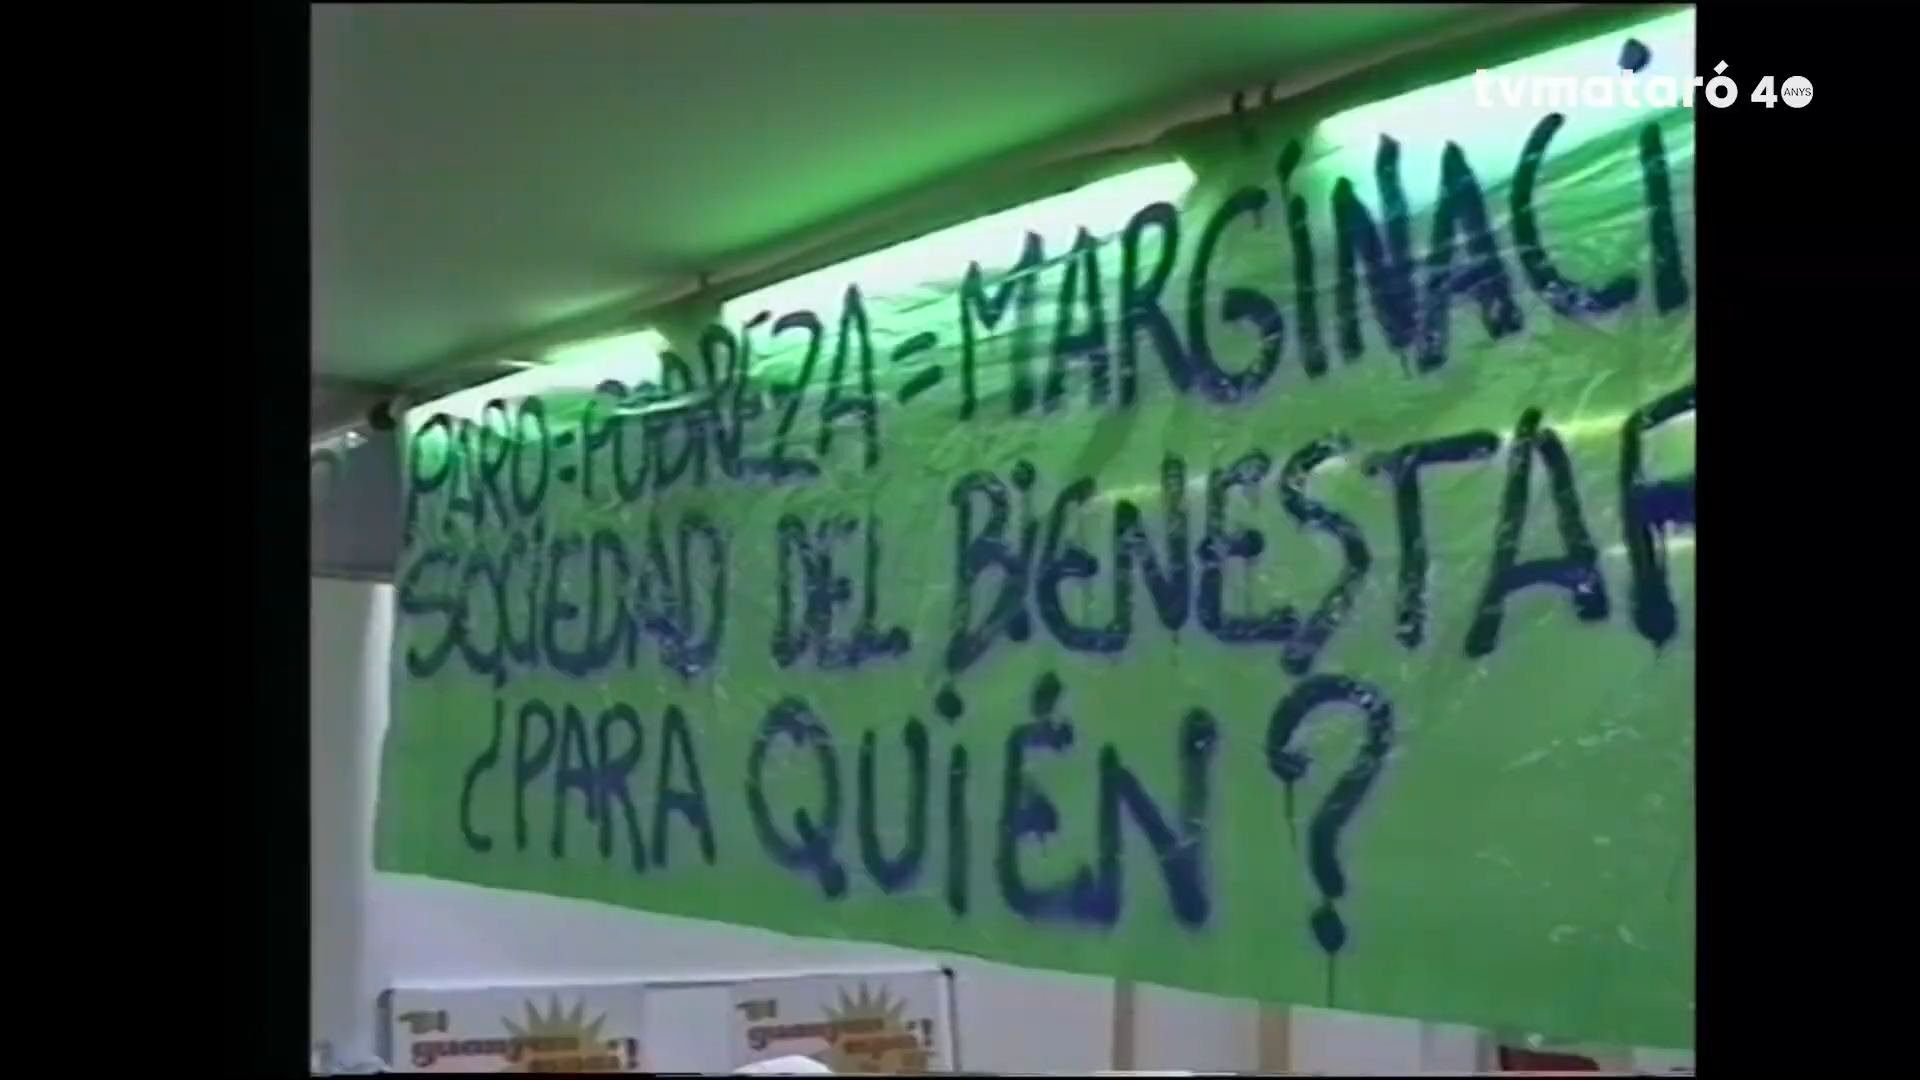 tvmataró 40 ANYS
PARO=POBREZA=MARGINACI
SOCIEDAD DEL BIENESTAR
¿PARA QUIÉN?